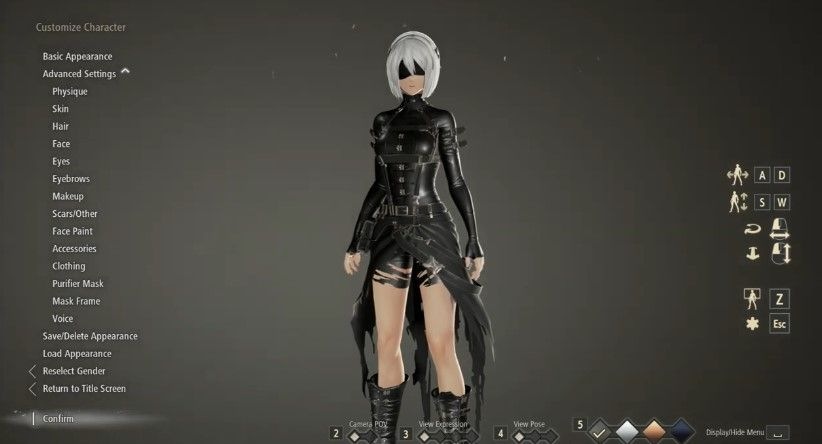 Customize Character
Basic Appearance
Advanced Settings
Physique
Skin
Hair
Face
Eyes
Eyebrows
Makeup
Scars/Other
Face Paint
Accessories
Clothing
Purifier Mask
Mask Frame
Voice
Save/Delete Appearance
Load Appearance
Reselect Gender
Return to Title Screen
Confirm
A D
S W
Z
Esc
2 Camera POV
3 View Expression
4 View Pose
5
Display/Hide Menu